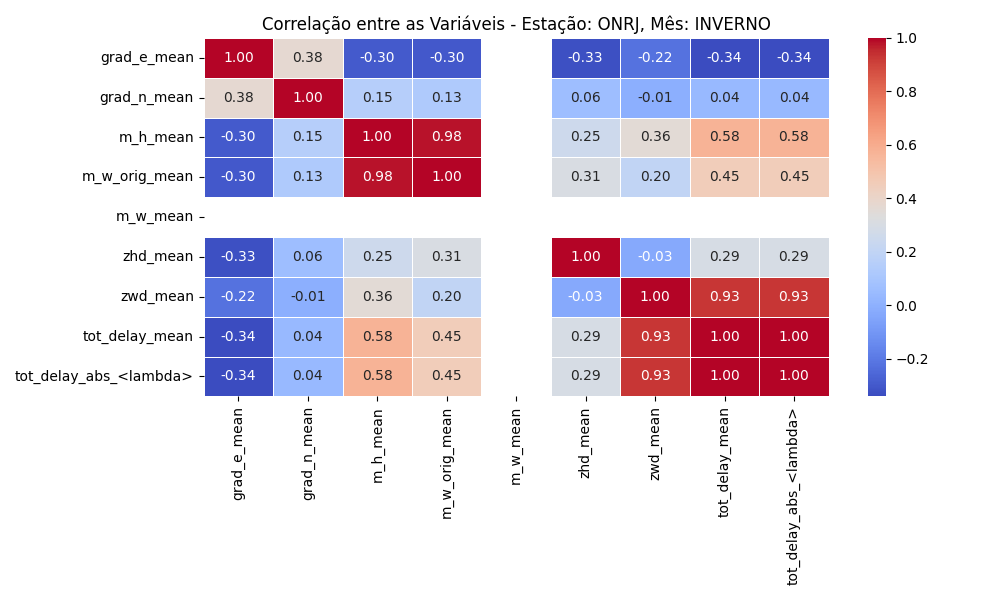 Correlação entre as Variáveis - Estação: ONRJ, Mês: INVERNO
grad_e_mean 1.00 0.38 -0.30 -0.30 -0.33 -0.22 -0.34 -0.34
grad_n_mean 0.38 1.00 0.15 0.13 0.06 -0.01 0.04 0.04
m_h_mean -0.30 0.15 1.00 0.98 0.25 0.36 0.58 0.58
m_w_orig_mean -0.30 0.13 0.98 1.00 0.31 0.20 0.45 0.45
m_w_mean
zhd_mean -0.33 0.06 0.25 0.31 1.00 -0.03 0.29 0.29
zwd_mean -0.22 -0.01 0.36 0.20 -0.03 1.00 0.93 0.93
tot_delay_mean -0.34 0.04 0.58 0.45 0.29 0.93 1.00 1.00
tot_delay_abs_<lambda> -0.34 0.04 0.58 0.45 0.29 0.93 1.00 1.00
grad_e_mean
grad_n_mean
m_h_mean
m_w_orig_mean
m_w_mean
zhd_mean
zwd_mean
tot_delay_mean
tot_delay_abs_<lambda>
1.0
0.8
0.6
0.4
0.2
0.0
−0.2